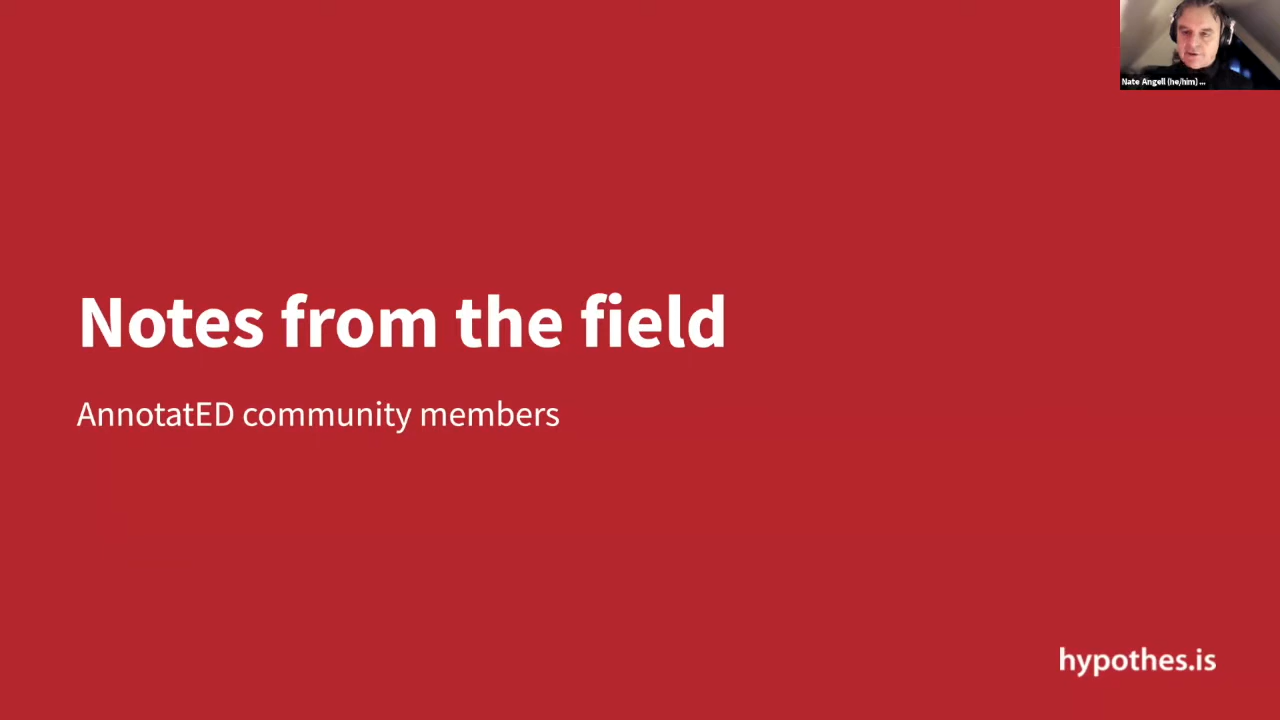 Nate Angell (he/him) ...
Notes from the field
AnnotatED community members
hypothes.is